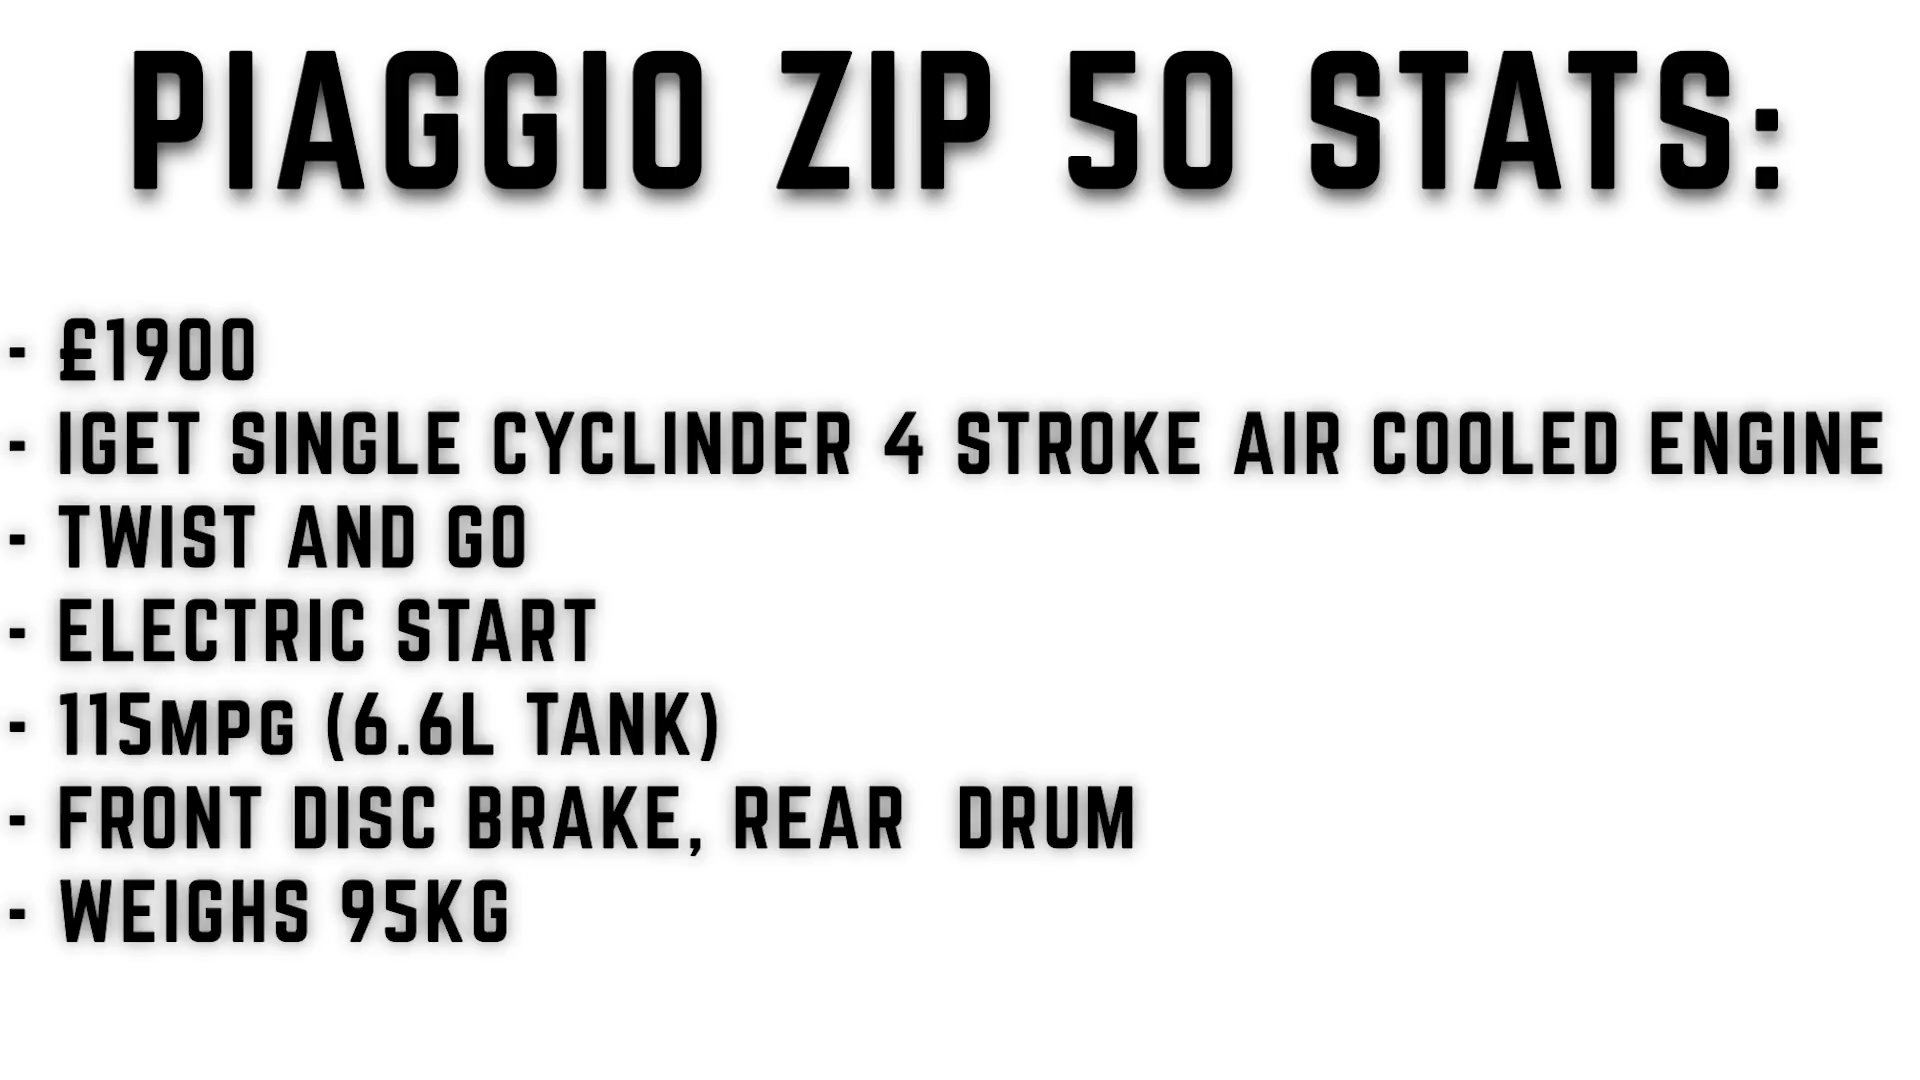 PIAGGIO ZIP 50 STATS:
- £1900
- IGET SINGLE CYCLINDER 4 STROKE AIR COOLED ENGINE
- TWIST AND GO
- ELECTRIC START
- 115MPG (6.6L TANK)
- FRONT DISC BRAKE, REAR  DRUM
- WEIGHS 95KG